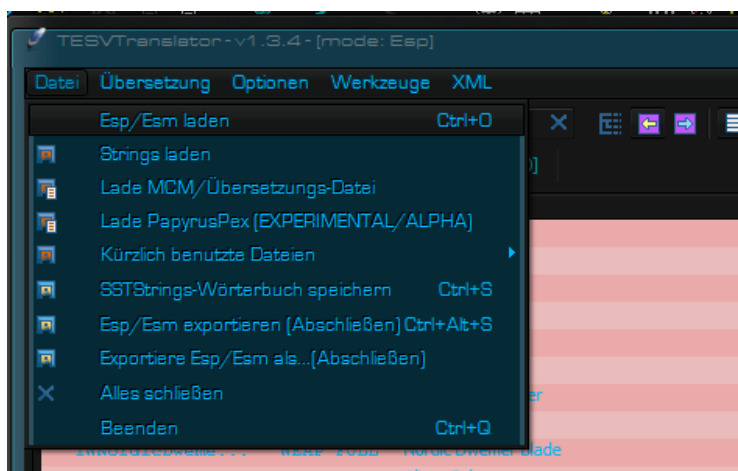 TESVTranslator - v1.3.4 - [mode: Esp]
Datei Übersetzung Optionen Werkzeuge XML
Esp/Esm laden Ctrl+O
Strings laden
Lade MCM/Übersetzungs-Datei
Lade PapyrusPex (EXPERIMENTAL/ALPHA)
Kürzlich benutzte Dateien
SSTStrings-Wörterbuch speichern Ctrl+S
Esp/Esm exportieren (Abschließen) Ctrl+Alt+S
Exportiere Esp/Esm als...(Abschließen)
Alles schließen
Beenden Ctrl+Q
Nordic Dwemer Blade